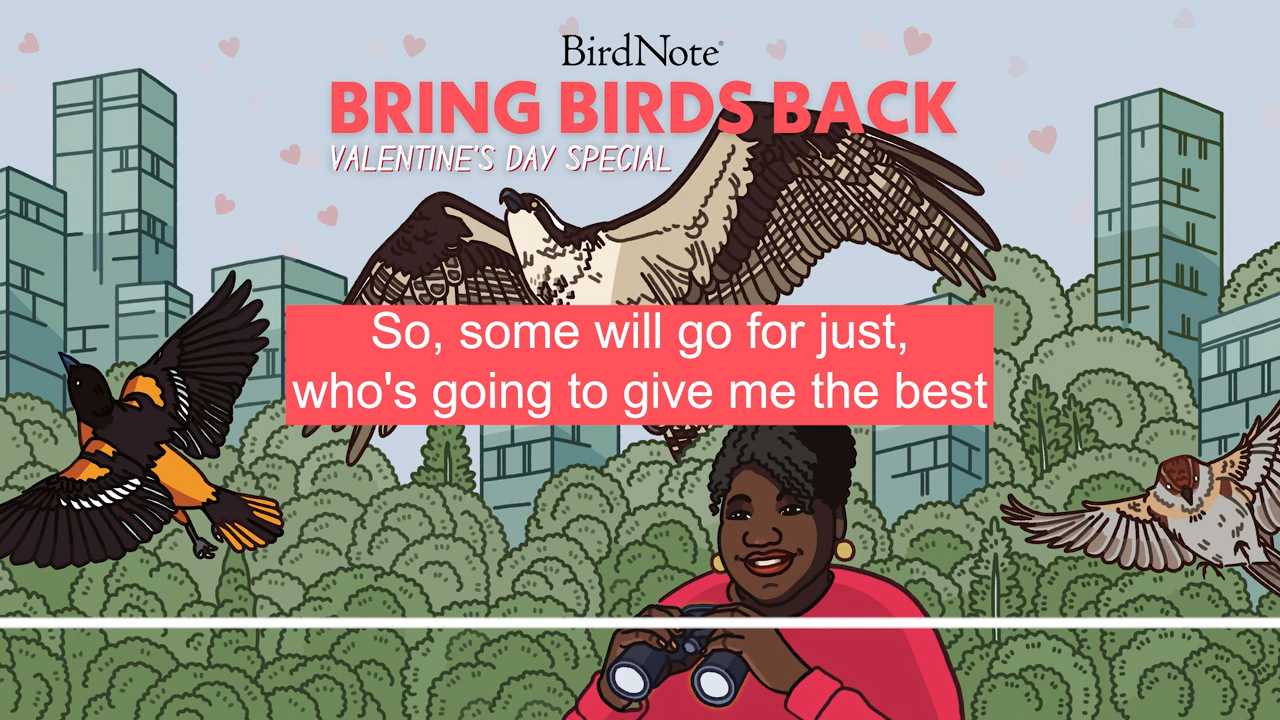 BirdNote®
BRING BIRDS BACK
VALENTINE'S DAY SPECIAL
So, some will go for just,
who's going to give me the best